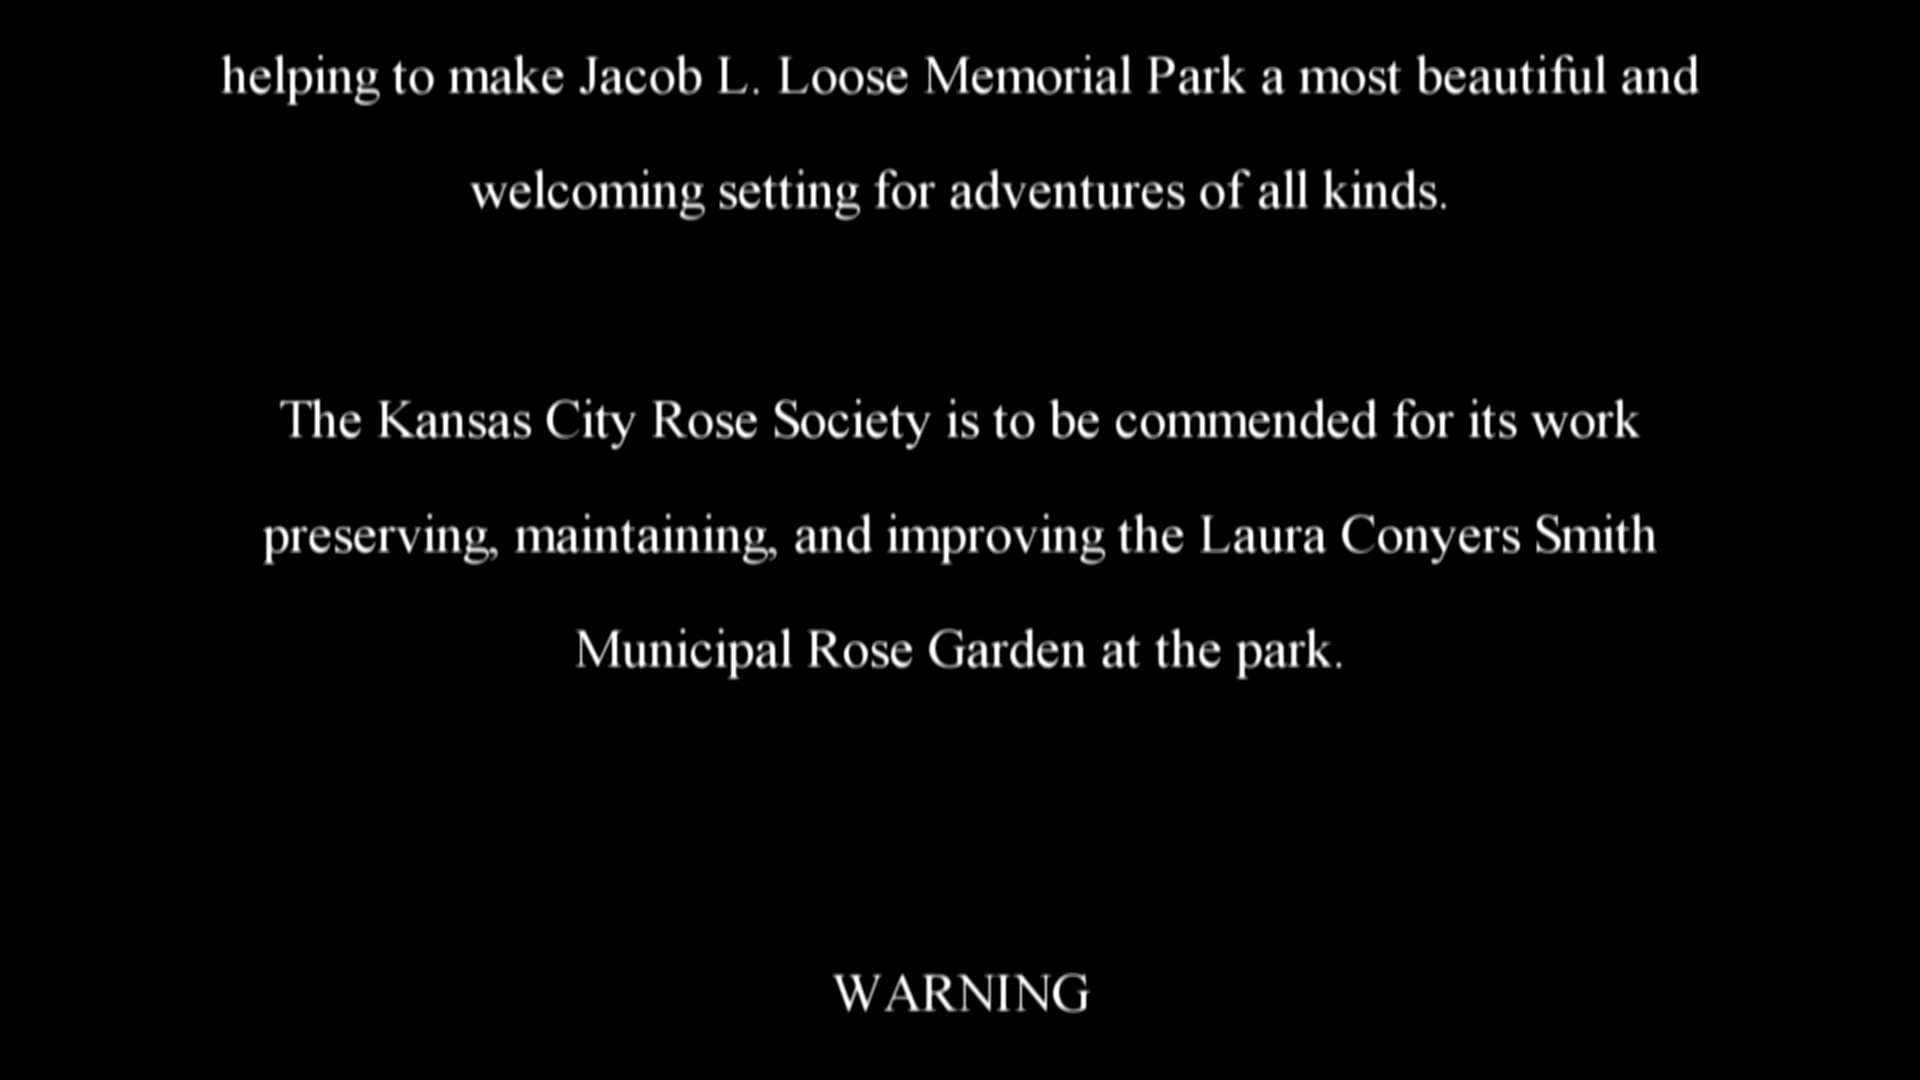 helping to make Jacob L. Loose Memorial Park a most beautiful and
welcoming setting for adventures of all kinds.
The Kansas City Rose Society is to be commended for its work
preserving, maintaining, and improving the Laura Conyers Smith
Municipal Rose Garden at the park.
WARNING